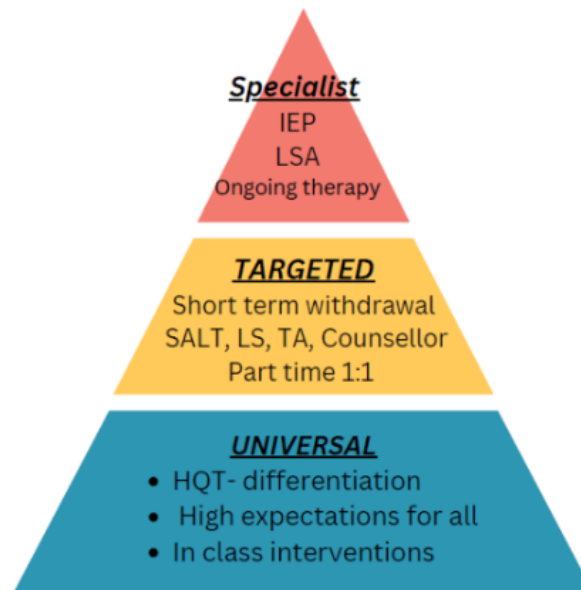 Specialist
IEP
LSA
Ongoing therapy
TARGETED
Short term withdrawal
SALT, LS, TA, Counsellor
Part time 1:1
UNIVERSAL
• HQT- differentiation
• High expectations for all
• In class interventions